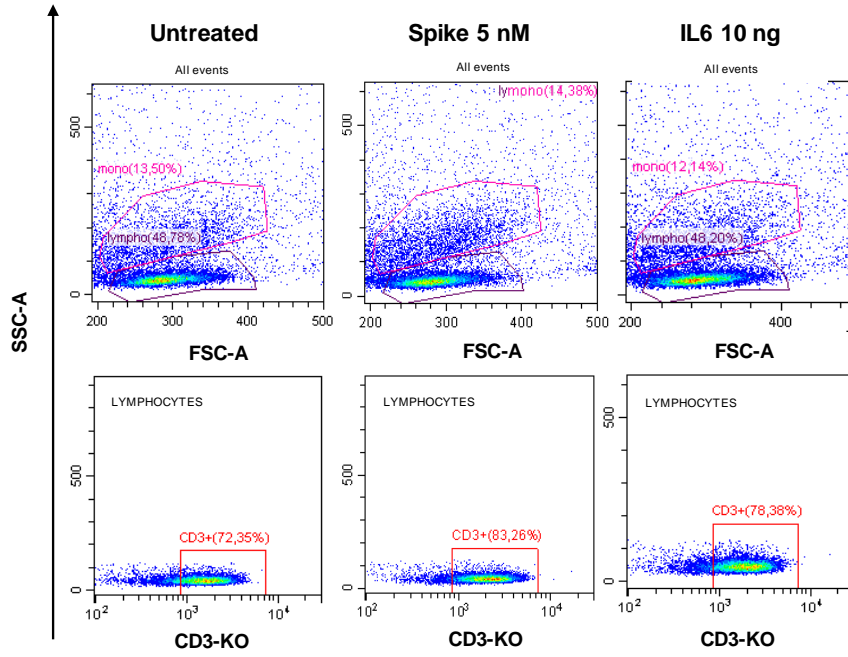 Untreated
Spike 5 nM
IL6 10 ng
All events
All events
All events
500
0
mono(13,50%)
lympho(48,78%)
200 300 400 500
500
0
lymono(14,38%)
200 300 400 500
500
0
mono(12,14%)
lympho(48,20%)
200 400
SSC-A
FSC-A
FSC-A
FSC-A
500
0
LYMPHOCYTES
CD3+(72,35%)
10² 10³ 10⁴
500
0
LYMPHOCYTES
CD3+(83,26%)
10² 10³ 10⁴
500
0
LYMPHOCYTES
CD3+(78,38%)
10² 10³ 10⁴
CD3-KO
CD3-KO
CD3-KO